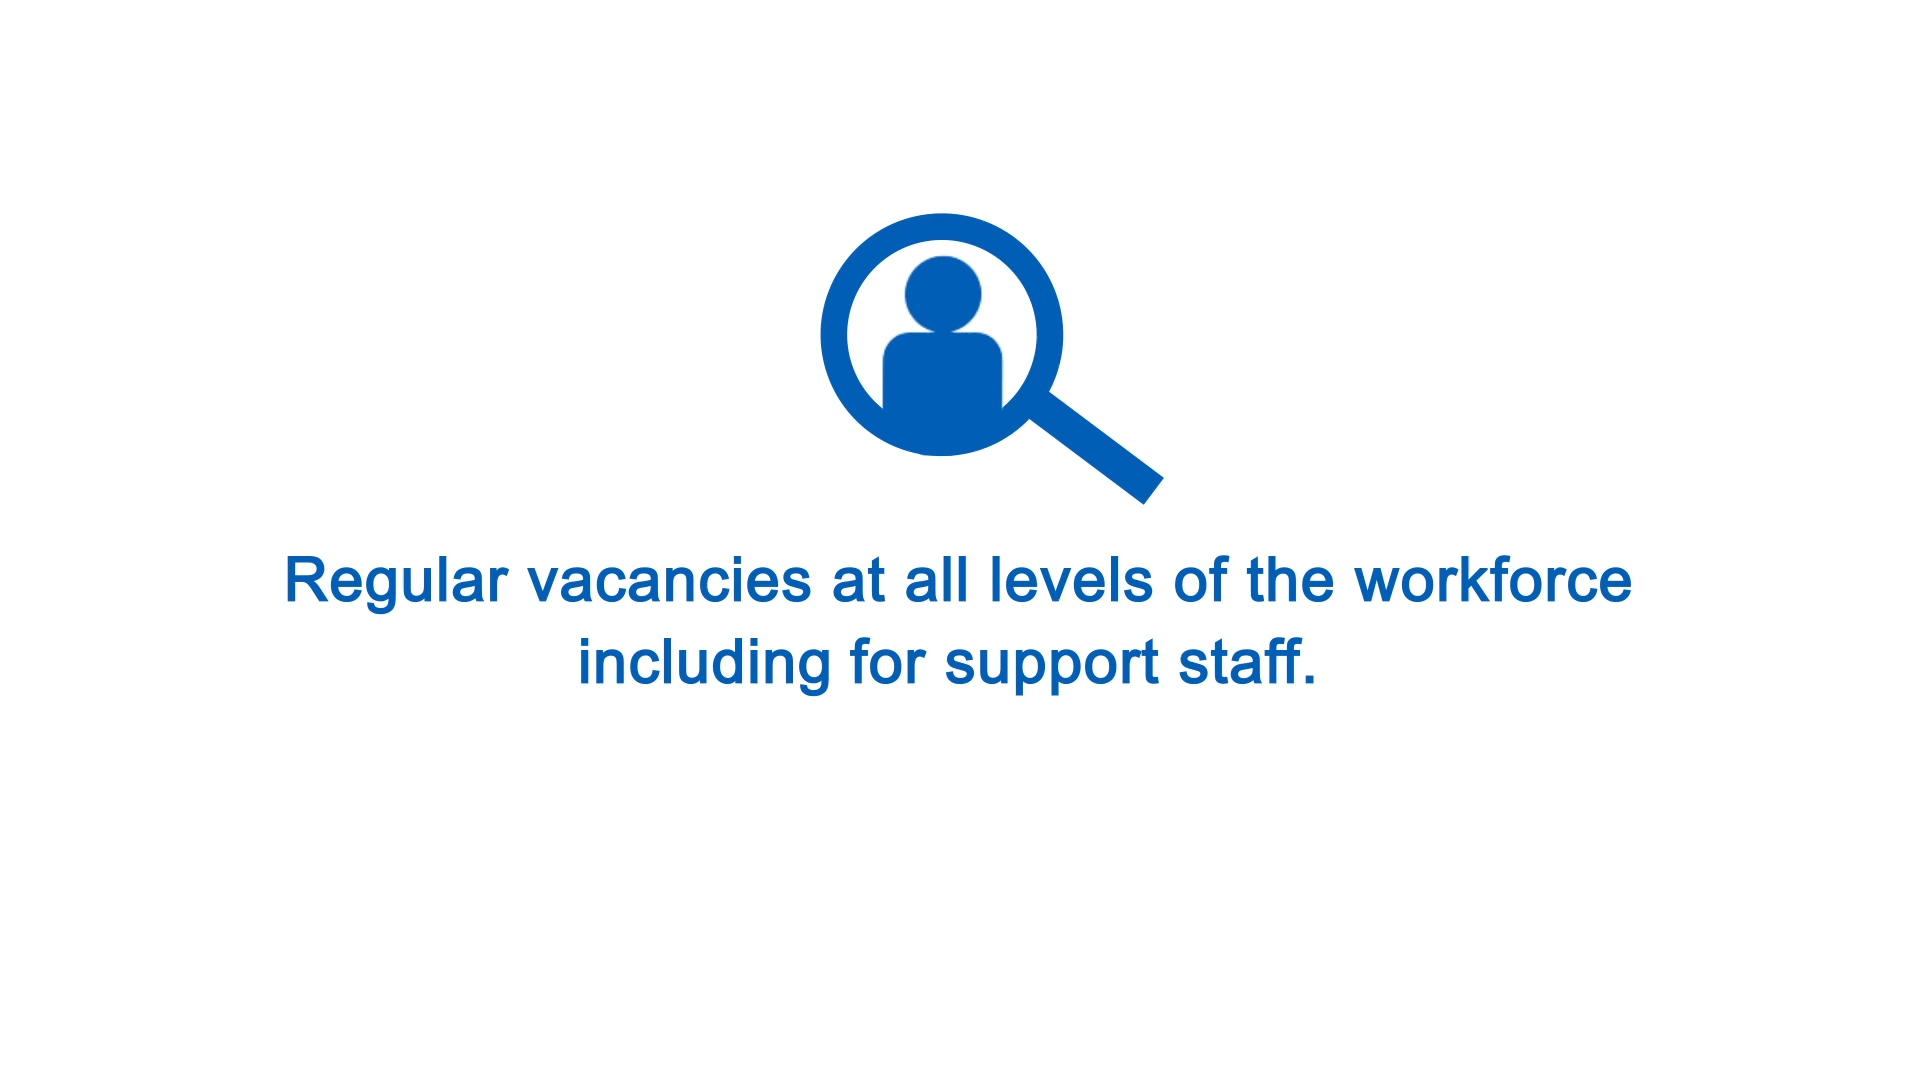 Regular vacancies at all levels of the workforce
including for support staff.